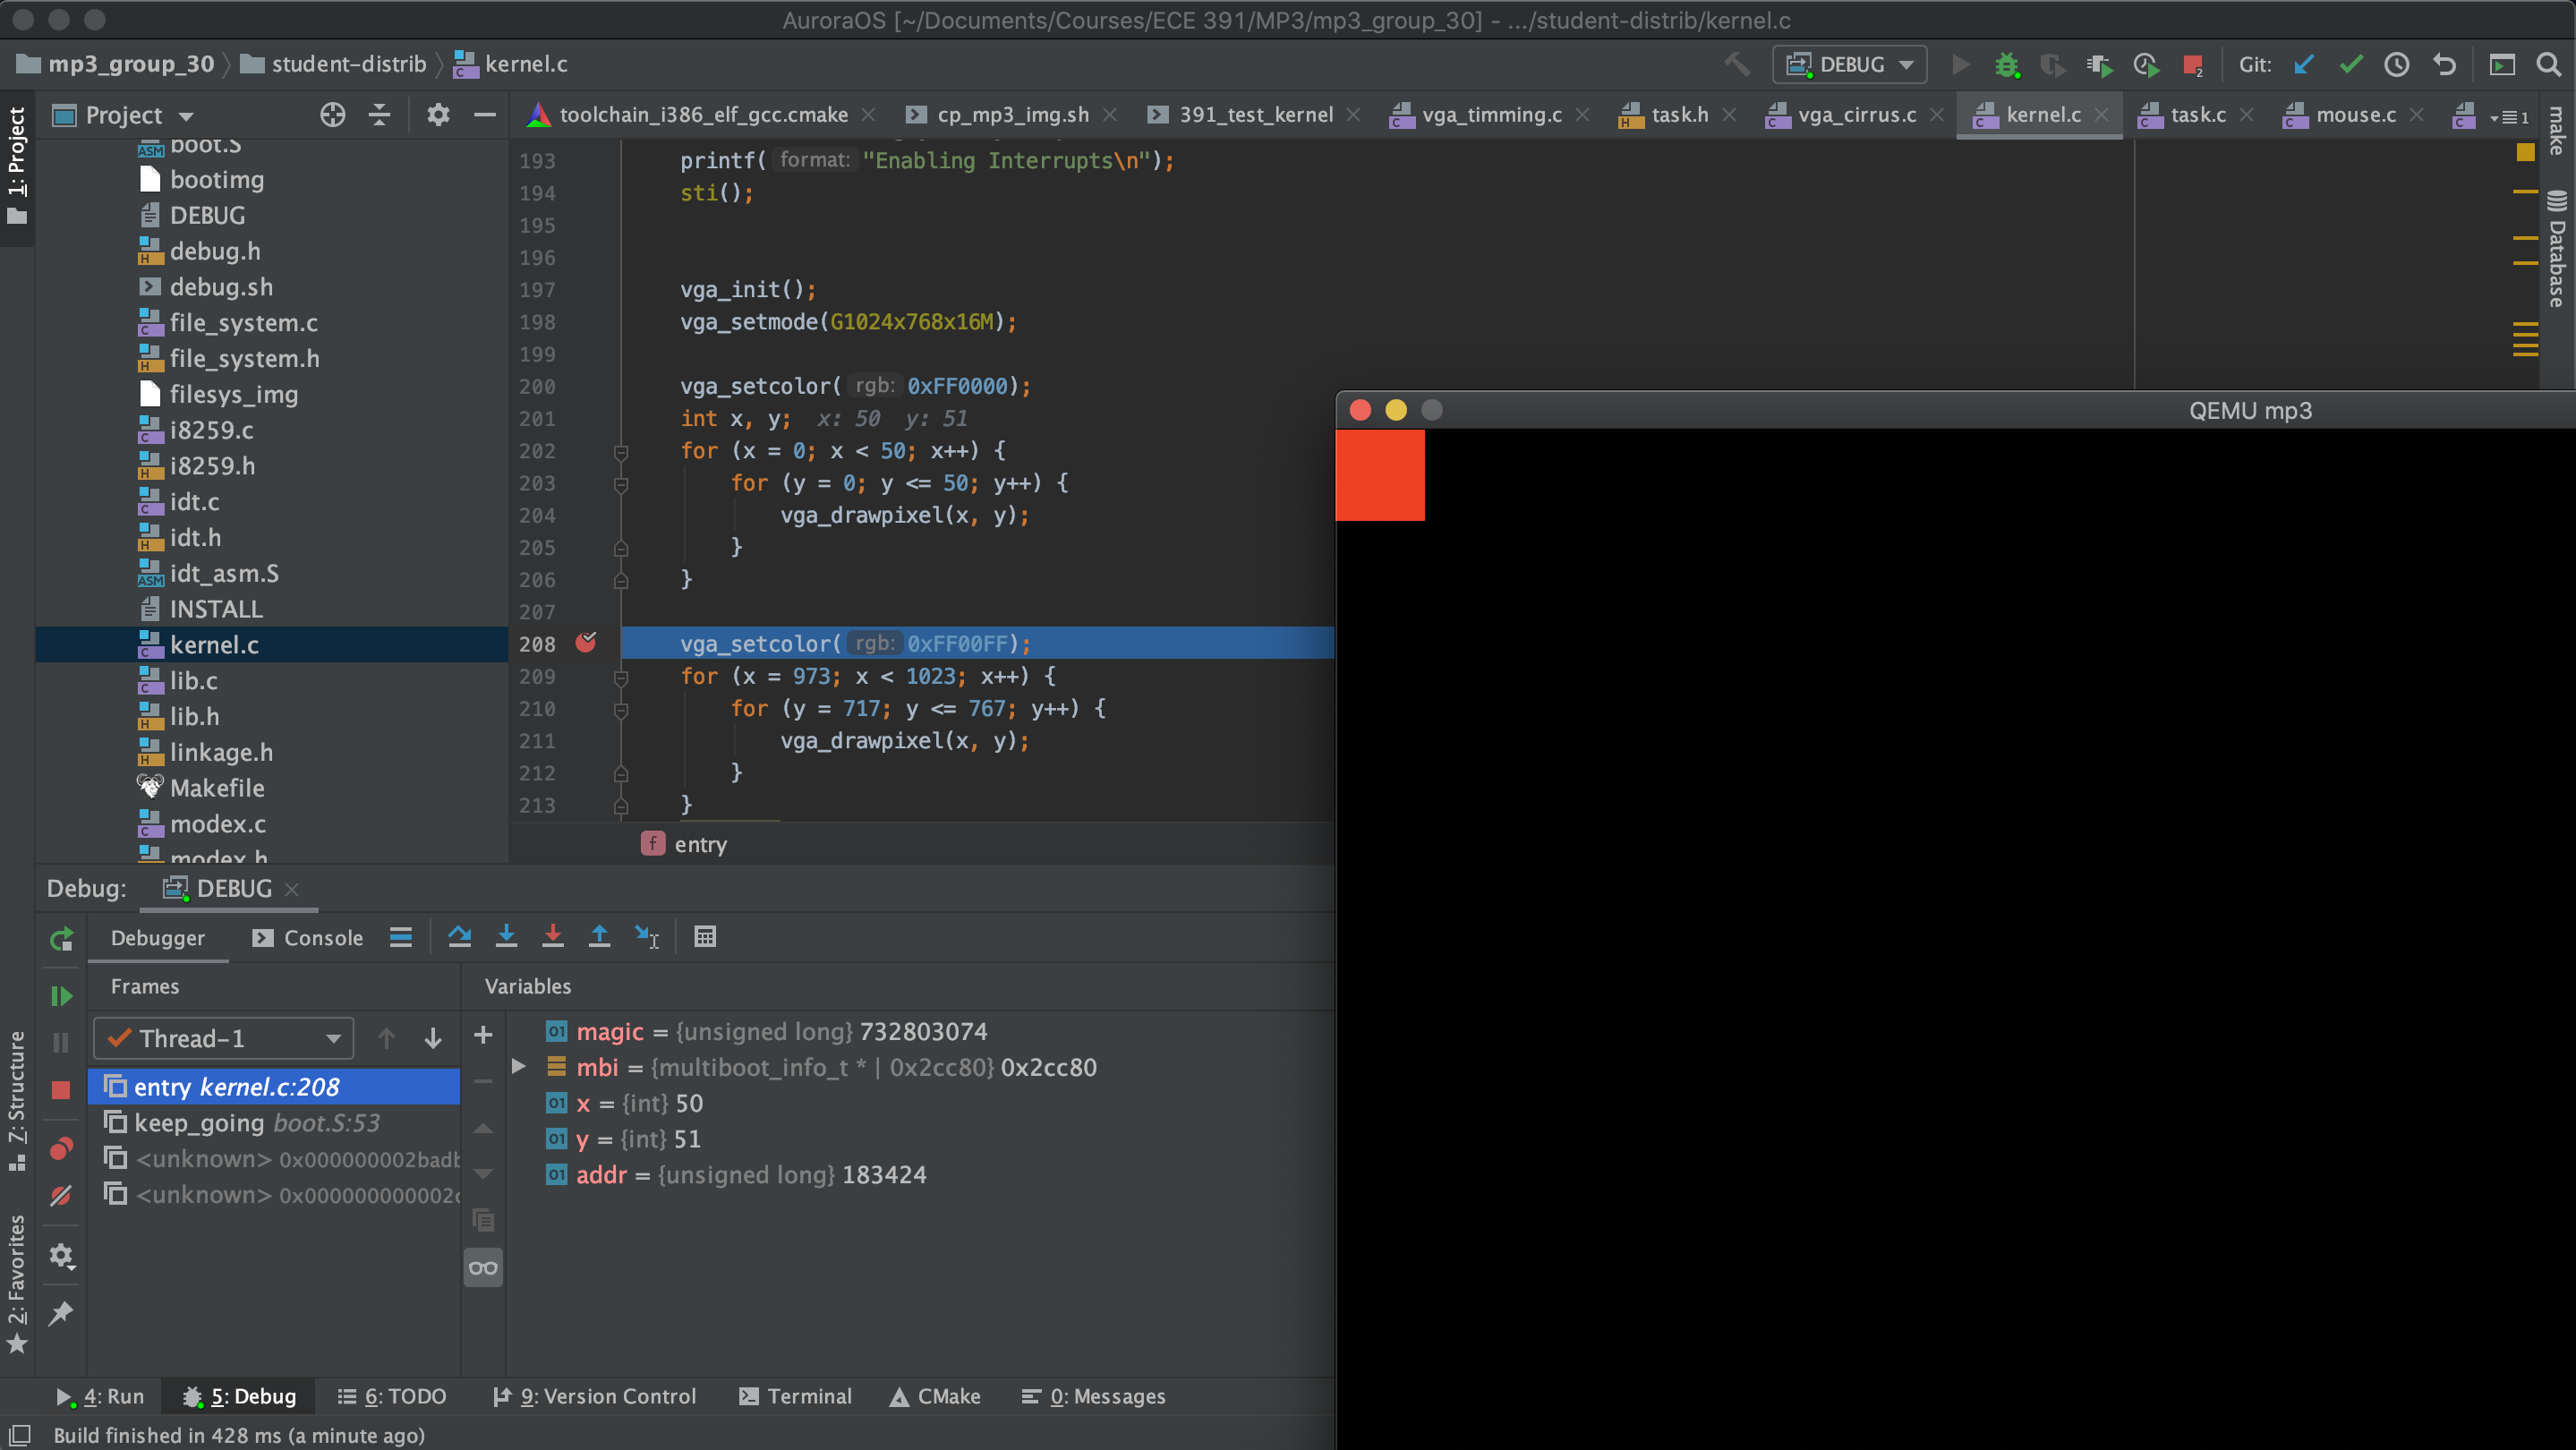 AuroraOS [~/Documents/Courses/ECE 391/MP3/mp3_group_30] - .../student-distrib/kernel.c
mp3_group_30 student-distrib kernel.c
DEBUG
2
Git:
1: Project
Project
toolchain_i386_elf_gcc.cmake
cp_mp3_img.sh
391_test_kernel
vga_timming.c
task.h
vga_cirrus.c
kernel.c
task.c
mouse.c
1
make
Database
boot.S
bootimg
DEBUG
debug.h
debug.sh
file_system.c
file_system.h
filesys_img
i8259.c
i8259.h
idt.c
idt.h
idt_asm.S
INSTALL
kernel.c
lib.c
lib.h
linkage.h
Makefile
modex.c
modex.h
193 printf( format: "Enabling Interrupts\n");
194 sti();
195
196
197 vga_init();
198 vga_setmode(G1024x768x16M);
199
200 vga_setcolor( rgb: 0xFF0000);
201 int x, y; x: 50 y: 51
202 for (x = 0; x < 50; x++) {
203 for (y = 0; y <= 50; y++) {
204 vga_drawpixel(x, y);
205 }
206 }
207
208 vga_setcolor( rgb: 0xFF00FF);
209 for (x = 973; x < 1023; x++) {
210 for (y = 717; y <= 767; y++) {
211 vga_drawpixel(x, y);
212 }
213 }
f entry
QEMU mp3
Debug: DEBUG
Debugger Console
Frames
Variables
Thread-1
entry kernel.c:208
keep_going boot.S:53
<unknown> 0x000000002badb
<unknown> 0x000000000002c
magic = {unsigned long} 732803074
mbi = {multiboot_info_t * | 0x2cc80} 0x2cc80
x = {int} 50
y = {int} 51
addr = {unsigned long} 183424
7: Structure
2: Favorites
4: Run
5: Debug
6: TODO
9: Version Control
Terminal
CMake
0: Messages
Build finished in 428 ms (a minute ago)